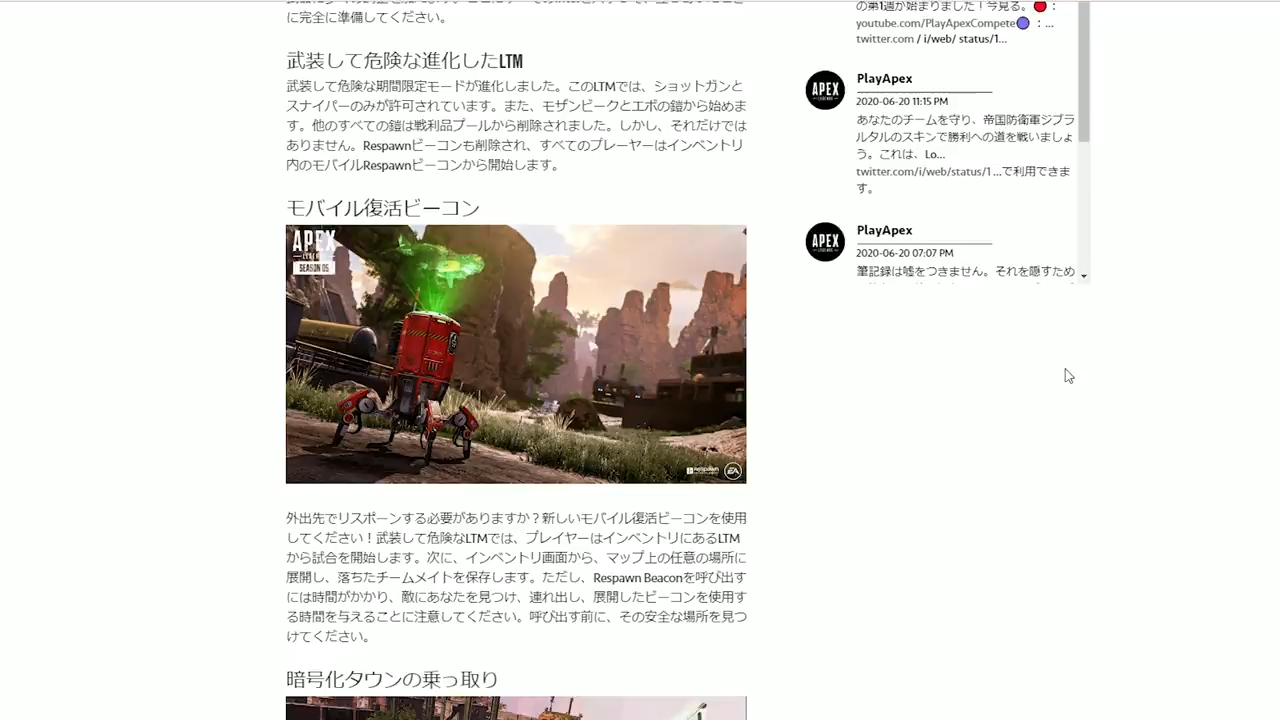 に完全に準備してください。
武装して危険な進化したLTM
武装して危険な期間限定モードが進化しました。このLTMでは、ショットガンと
スナイパーのみが許可されています。また、モザンビークとエボの鎧から始めま
す。他のすべての鎧は戦利品プールから削除されました。しかし、それだけでは
ありません。Respawnビーコンも削除され、すべてのプレーヤーはインベントリ
内のモバイルRespawnビーコンから開始します。
モバイル復活ビーコン
APEX
LEGENDS
SEASON 05
Respawn
EA
外出先でリスポーンする必要がありますか？新しいモバイル復活ビーコンを使用
してください！武装して危険なLTMでは、プレイヤーはインベントリにあるLTM
から試合を開始します。次に、インベントリ画面から、マップ上の任意の場所に
展開し、落ちたチームメイトを保存します。ただし、Respawn Beaconを呼び出す
には時間がかかり、敵にあなたを見つけ、連れ出し、展開したビーコンを使用す
る時間を与えることに注意してください。呼び出す前に、その安全な場所を見つ
けてください。
暗号化タウンの乗っ取り
の第1週が始まりました！今見る。 ：
youtube.com/PlayApexCompete ：...
twitter.com / i/web/ status/1...
APEX
PlayApex
2020-06-20 11:15 PM
あなたのチームを守り、帝国防衛軍ジブラ
ルタルのスキンで勝利への道を戦いましょ
う。これは、Lo...
twitter.com/i/web/status/1 ...で利用できま
す。
APEX
PlayApex
2020-06-20 07:07 PM
筆記録は嘘をつきません。それを隠すため